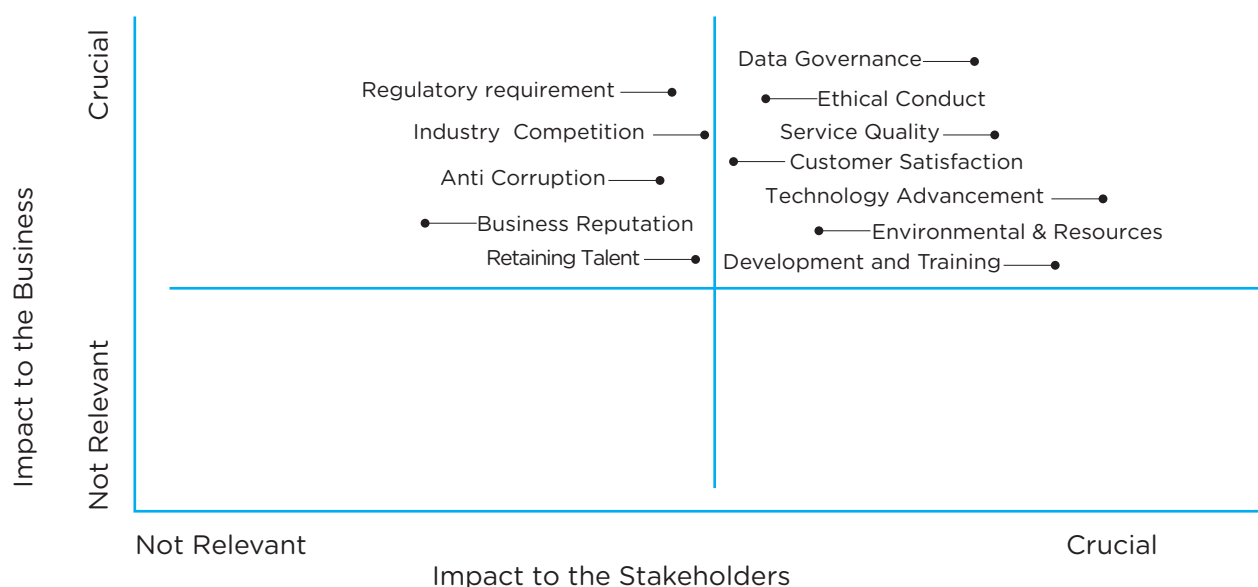 Crucial
Data Governance
Regulatory requirement
Ethical Conduct
Industry Competition
Service Quality
Customer Satisfaction
Anti Corruption
Technology Advancement
Business Reputation
Environmental & Resources
Retaining Talent
Development and Training
Impact to the Business
Not Relevant
Not Relevant
Crucial
Impact to the Stakeholders